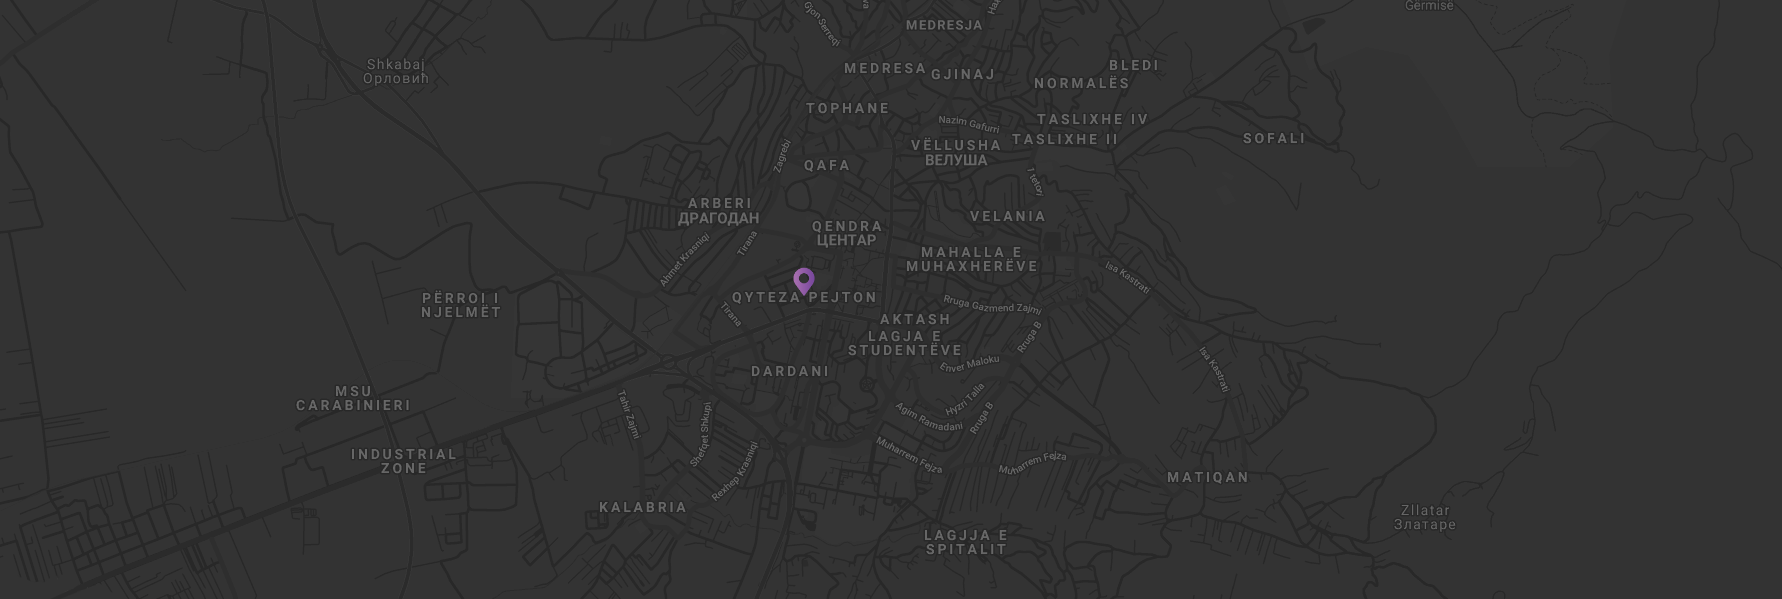 Gërmisë
Gjon Serreqi
MEDRESJA
Shkabaj
Орловић
MEDRESA
GJINAJ
BLEDI
NORMALËS
TOPHANE
Nazim Gafurri
TASLIXHE IV
TASLIXHE II
SOFALI
VËLLUSHA
ВЕЛУША
Zagrebi
QAFA
7 tetori
ARBERI
ДРАГОДАН
VELANIA
QENDRA
ЦЕНТАР
Tirana
Ahmet Krasniqi
MAHALLA E
MUHAXHERËVE
Isa Kastrati
PËRROI I
NJELMËT
QYTEZA PEJTON
Tirana
Rruga Gazmend Zajmi
AKTASH
LAGJA E
STUDENTËVE
Rruga B
Enver Maloku
Isa Kastrati
DARDANI
MSU
CARABINIERI
Tahir Zajmi
Shefqet Shkupi
Hyzri Talla
Agim Ramadani
Rruga B
INDUSTRIAL
ZONE
Rexhep Krasniqi
Muharrem Fejza
Muharrem Fejza
MATIQAN
KALABRIA
Zllatar
Златаре
LAGJJA E
SPITALIT